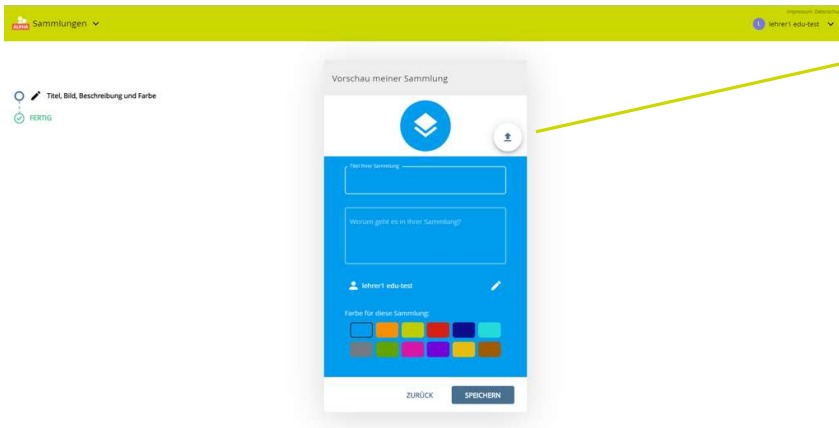 Impressum Datenschutz
ALPHA Sammlungen
L lehrer1 edu-test
Vorschau meiner Sammlung
Titel, Bild, Beschreibung und Farbe
FERTIG
Titel Ihrer Sammlung
Worum geht es in Ihrer Sammlung?
lehrer1 edu-test
Farbe für diese Sammlung:
ZURÜCK SPEICHERN